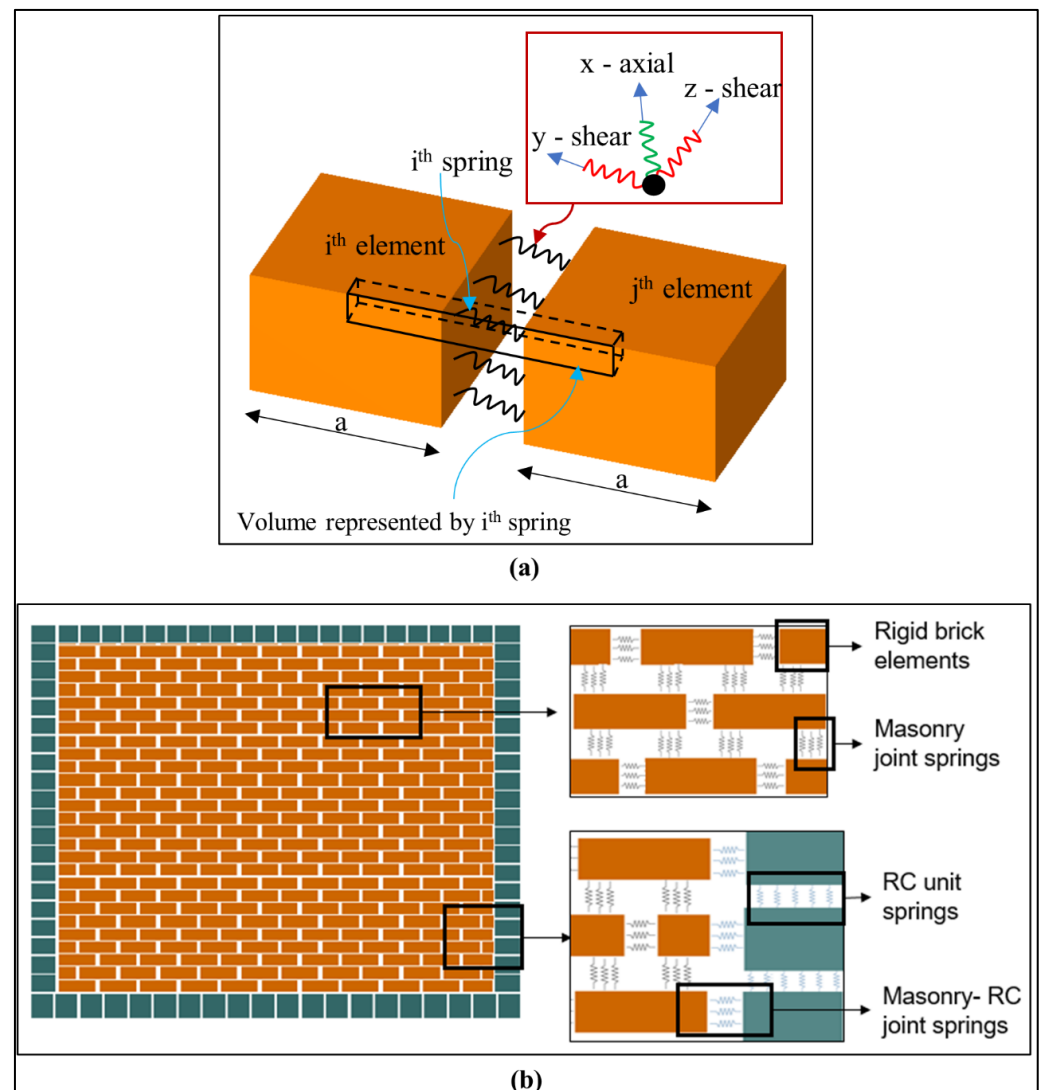 x - axial
z - shear
y - shear
iᵗʰ spring
iᵗʰ element
jᵗʰ element
a
a
Volume represented by iᵗʰ spring
(a)
Rigid brick
elements
Masonry
joint springs
RC unit
springs
Masonry- RC
joint springs
(b)